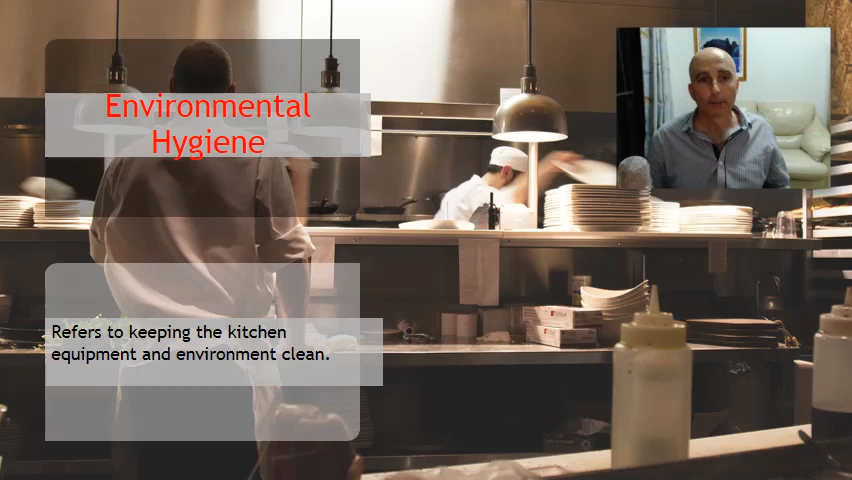 Environmental
Hygiene
Refers to keeping the kitchen
equipment and environment clean.